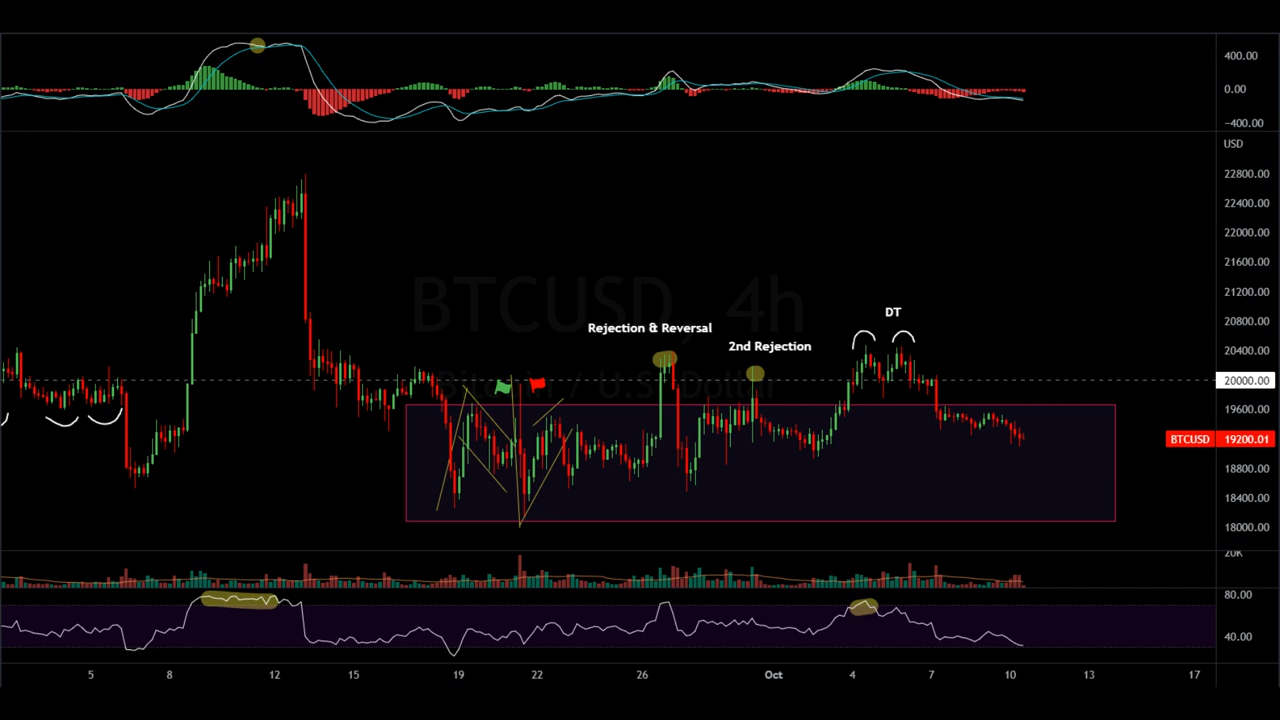 400.00
0.00
−400.00
USD
22800.00
22400.00
22000.00
21600.00
21200.00
20800.00
20400.00
20000.00
19600.00
BTCUSD 19200.01
18800.00
18400.00
18000.00
BTCUSD, 4h
Bitcoin / U.S. Dollar
Rejection & Reversal
2nd Rejection
DT
20K
80.00
40.00
5 8 12 15 19 22 26 Oct 4 7 10 13 17